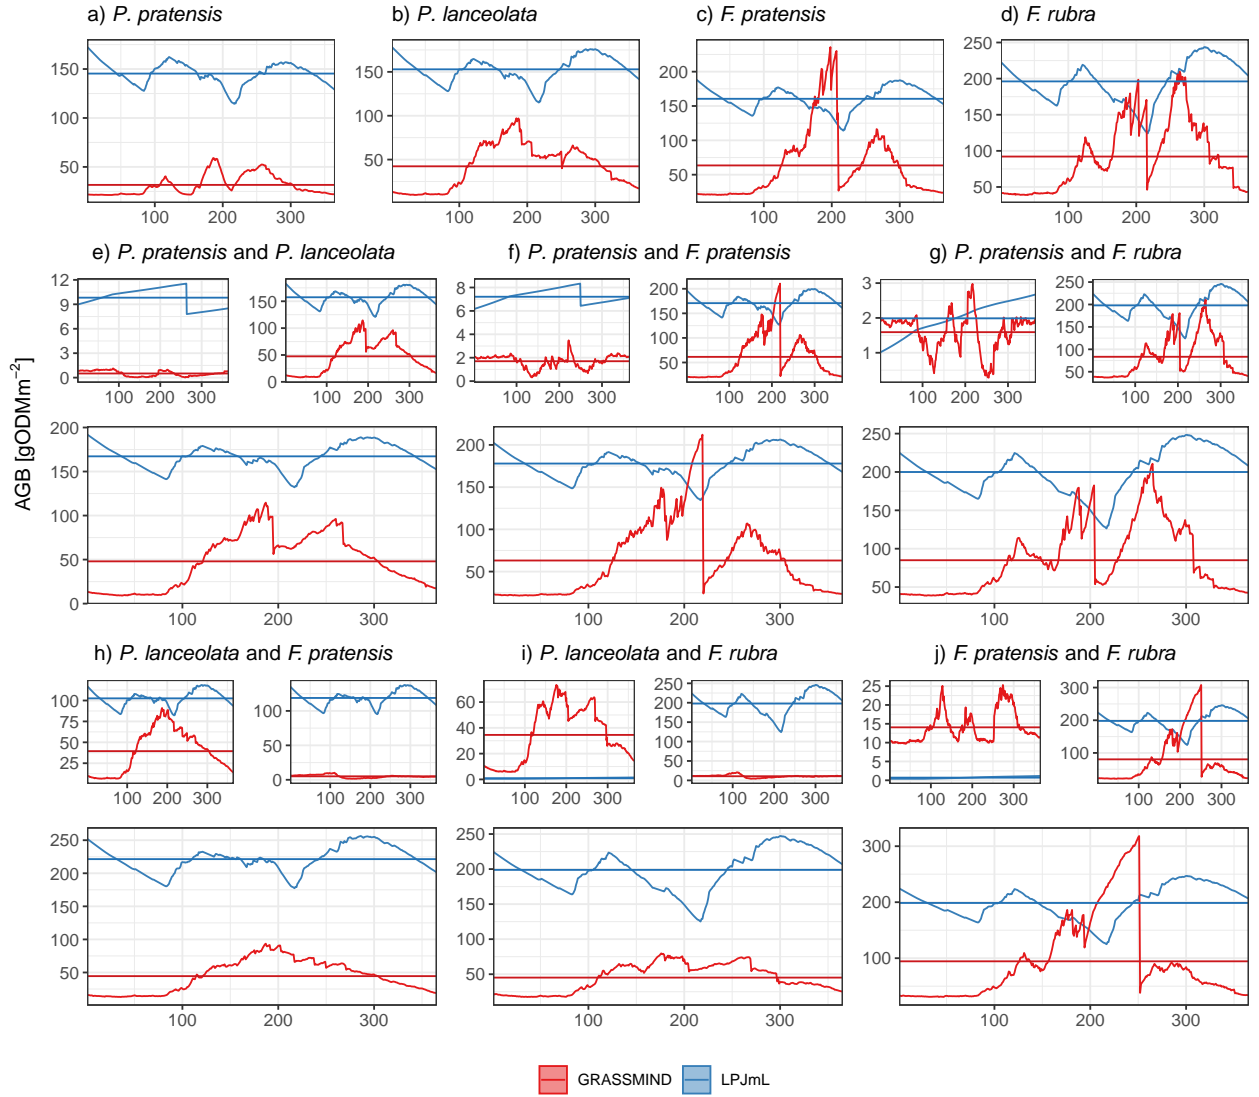 a) P. pratensis
b) P. lanceolata
c) F. pratensis
d) F. rubra
150
100
50
100 200 300
150
100
50
100 200 300
200
150
100
50
100 200 300
250
200
150
100
50
100 200 300
e) P. pratensis and P. lanceolata
f) P. pratensis and F. pratensis
g) P. pratensis and F. rubra
12
9
6
3
0
100 200 300
150
100
50
0
100 200 300
8
6
4
2
0
100 200 300
200
150
100
50
100 200 300
3
2
1
100 200 300
250
200
150
100
50
100 200 300
AGB [gODMm−2]
200
150
100
50
0
100 200 300
200
150
100
50
100 200 300
250
200
150
100
50
100 200 300
h) P. lanceolata and F. pratensis
i) P. lanceolata and F. rubra
j) F. pratensis and F. rubra
100
75
50
25
100 200 300
100
50
0
100 200 300
60
40
20
0
100 200 300
250
200
150
100
50
0
100 200 300
25
20
15
10
5
0
100 200 300
300
200
100
100 200 300
250
200
150
100
50
100 200 300
250
200
150
100
50
100 200 300
300
200
100
100 200 300
GRASSMIND
LPJmL